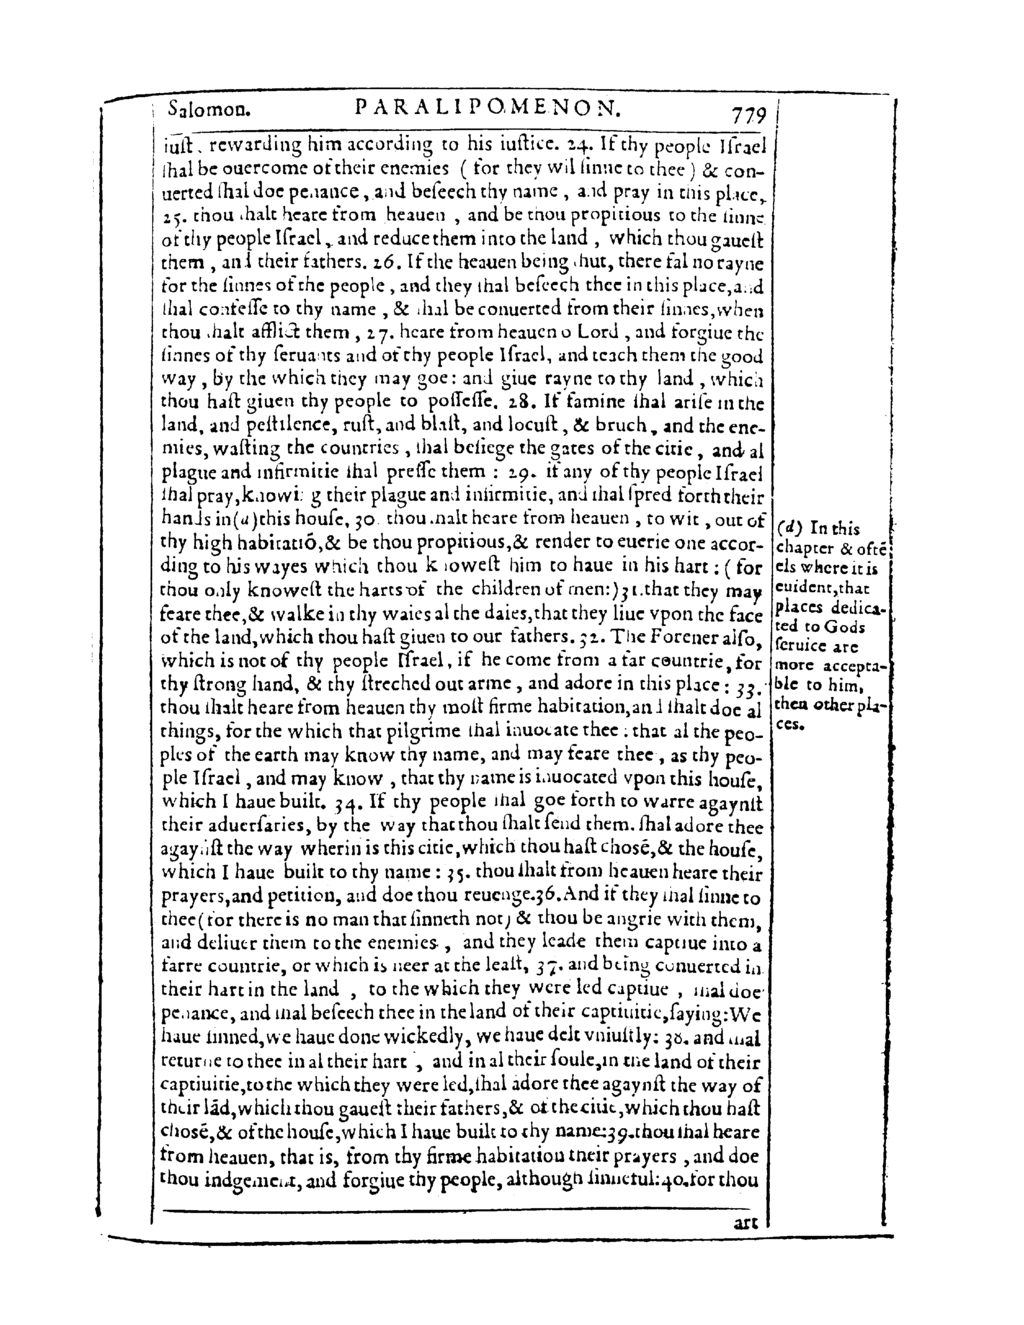 Salomon. PARALIPOMENON. 779
iuſt, rewarding him according to his iuſtice. 24. If thy people Iſrael
ſhal be ouercome of their enemies ( for they wil ſinne to thee ) & con-
uerted ſhal doe penance, and beſeech thy name, and pray in this place,
25. thou ſhalt heare from heauen, and be thou propitious to the ſinne
of thy people Iſrael, and reduce them into the land, which thou gaueſt
them, and their fathers. 26. If the heauen being ſhut, there fal no rayne
for the ſinnes of the people, and they ſhal beſeech thee in this place, and
ſhal confeſſe to thy name, & ſhal be conuerted from their ſinnes, when
thou ſhalt afflict them, 27. heare from heauen o Lord, and forgiue the
ſinnes of thy ſeruants and of thy people Iſrael, and teach them the good
way, by the which they may goe: and giue rayne to thy land, which
thou haſt giuen thy people to poſſeſſe. 28. If famine ſhal ariſe in the
land, and peſtilence, ruſt, and blaſt, and locuſt, & bruch, and the ene-
mies, waſting the countries, ſhal beſiege the gates of the citie, and al
plague and infirmitie ſhal preſſe them : 29. if any of thy people Iſrael
ſhal pray, knowing their plague and infirmitie, and ſhal ſpred forth their
hands in (d) this houſe, 30. thou ſhalt heare from heauen, to wit, out of
thy high habitatiõ, & be thou propitious, & render to euerie one accor-
ding to his wayes which thou knoweſt him to haue in his hart : ( for
thou only knoweſt the harts of the children of men:) 31. that they may
feare thee, & walke in thy waies al the daies, that they liue vpon the face
of the land, which thou haſt giuen to our fathers. 32. The Forener alſo,
which is not of thy people Iſrael, if he come from a far countrie, for
thy ſtrong hand, & thy ſtreched out arme, and adore in this place : 33.
thou ſhalt heare from heauen thy moſt firme habitation, and ſhalt doe al
things, for the which that pilgrime ſhal inuocate thee : that al the peo-
ples of the earth may know thy name, and may feare thee, as thy peo-
ple Iſrael, and may know, that thy name is inuocated vpon this houſe,
which I haue built. 34. If thy people ſhal goe forth to warre agaynſt
their aduerſaries, by the way that thou ſhalt ſend them. ſhal adore thee
agaynſt the way wherin is this citie, which thou haſt choſẽ, & the houſe,
which I haue built to thy name : 35. thou ſhalt from heauen heare their
prayers, and petition, and doe thou reuenge. 36. And if they ſhal ſinne to
thee ( for there is no man that ſinneth not ) & thou be angrie with them,
and deliuer them to the enemies, and they leade them captiue into a
farre countrie, or which is neer at the leaſt, 37. and being conuerted in
their hart in the land, to the which they were led captiue, ſhal doe
penance, and ſhal beſeech thee in the land of their captiuitie, ſaying: We
haue ſinned, we haue done wickedly, we haue delt vniuſtly: 38. and ſhal
returne to thee in al their hart, and in al their ſoule, in the land of their
captiuitie, to the which they were led, ſhal adore thee agaynſt the way of
their lãd, which thou gaueſt their fathers, & of the citie, which thou haſt
choſẽ, & of the houſe, which I haue built to thy name: 39. thou ſhal heare
from heauen, that is, from thy firme habitation their prayers, and doe
thou iudgement, and forgiue thy people, although ſinneful: 40. for thou
art
(d) In this
chapter & oftẽ
els where it is
euident, that
places dedica-
ted to Gods
ſeruice are
more accepta-
ble to him,
then other pla-
ces.